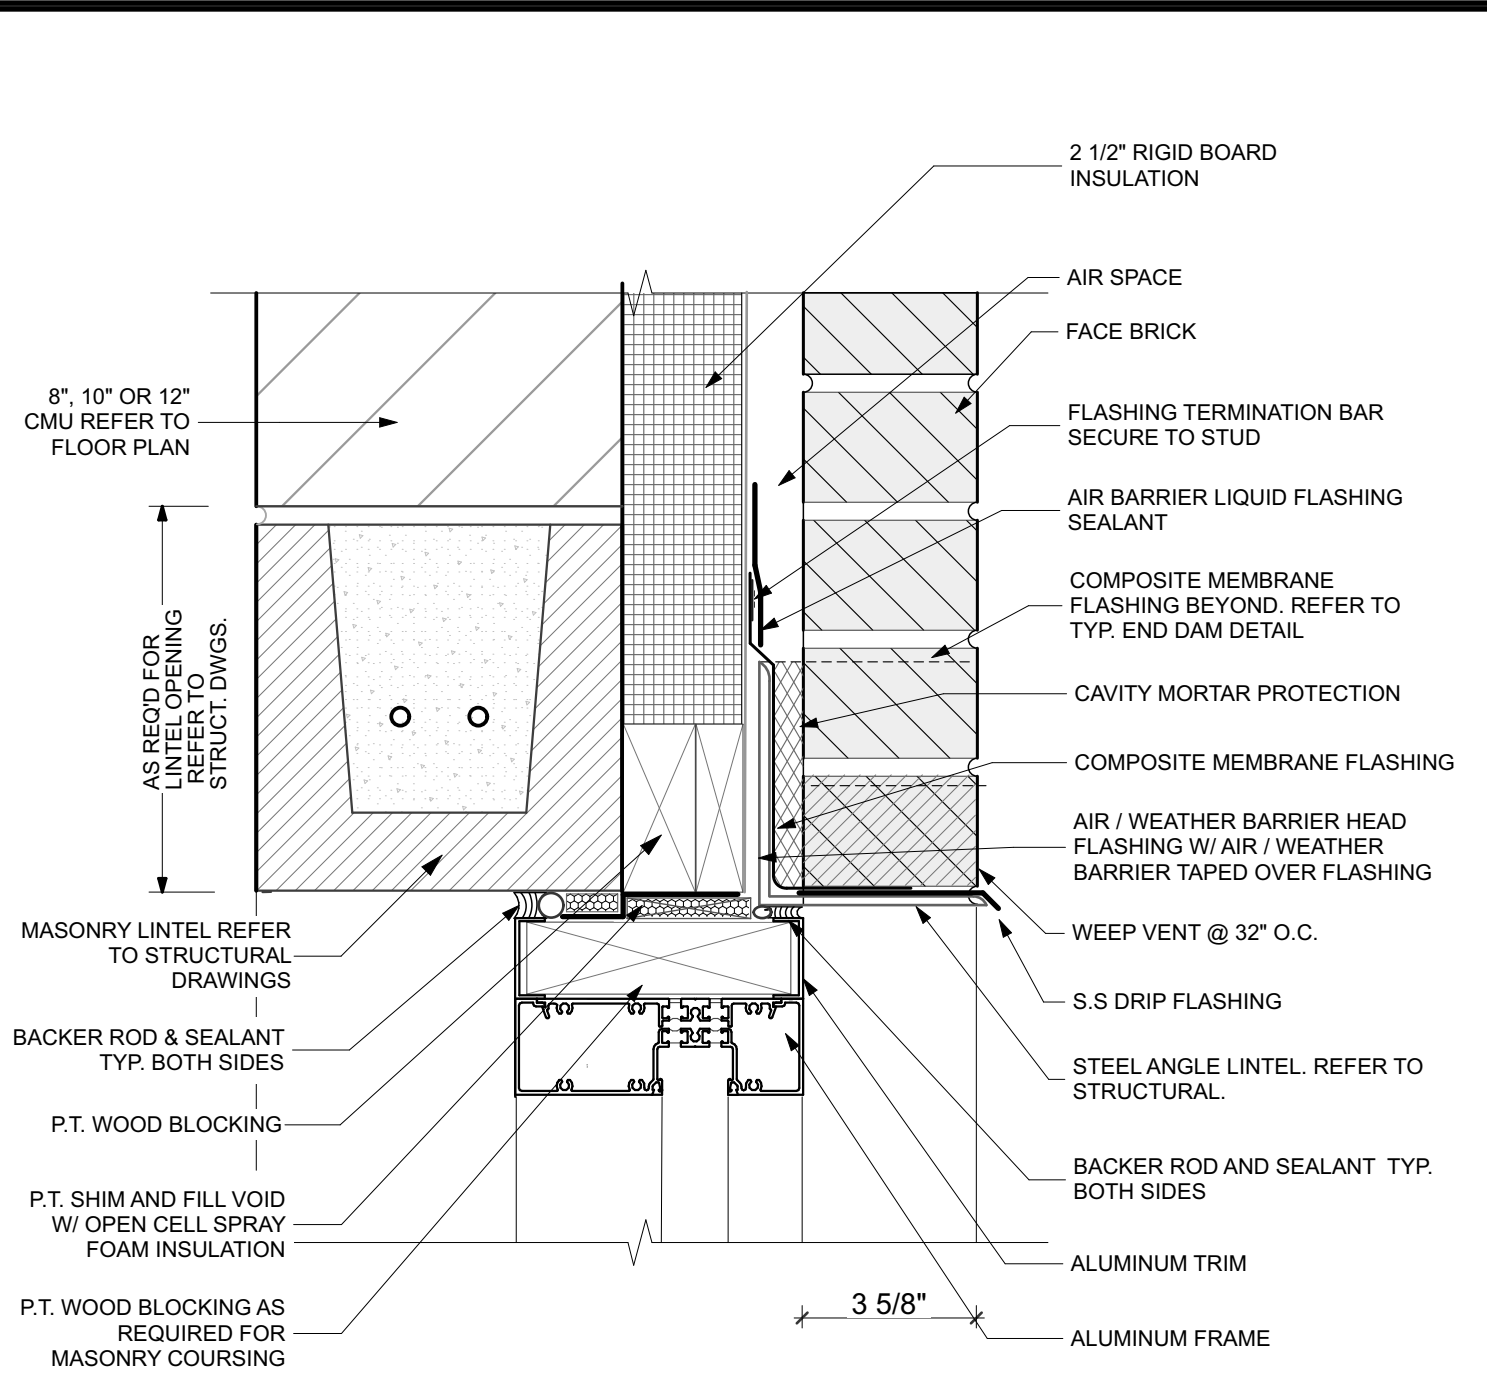 2 1/2" RIGID BOARD
INSULATION
AIR SPACE
FACE BRICK
FLASHING TERMINATION BAR
SECURE TO STUD
AIR BARRIER LIQUID FLASHING
SEALANT
COMPOSITE MEMBRANE
FLASHING BEYOND. REFER TO
TYP. END DAM DETAIL
CAVITY MORTAR PROTECTION
COMPOSITE MEMBRANE FLASHING
AIR / WEATHER BARRIER HEAD
FLASHING W/ AIR / WEATHER
BARRIER TAPED OVER FLASHING
WEEP VENT @ 32" O.C.
S.S DRIP FLASHING
STEEL ANGLE LINTEL. REFER TO
STRUCTURAL.
BACKER ROD AND SEALANT TYP.
BOTH SIDES
ALUMINUM TRIM
ALUMINUM FRAME
3 5/8"
8", 10" OR 12"
CMU REFER TO
FLOOR PLAN
AS REQ'D FOR
LINTEL OPENING
REFER TO
STRUCT. DWGS.
MASONRY LINTEL REFER
TO STRUCTURAL
DRAWINGS
BACKER ROD & SEALANT
TYP. BOTH SIDES
P.T. WOOD BLOCKING
P.T. SHIM AND FILL VOID
W/ OPEN CELL SPRAY
FOAM INSULATION
P.T. WOOD BLOCKING AS
REQUIRED FOR
MASONRY COURSING